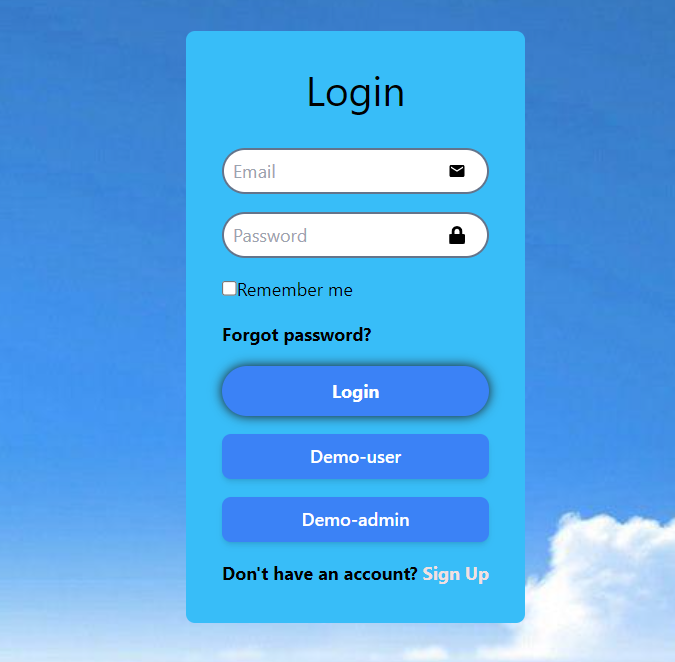 Login
Email
Password
Remember me
Forgot password?
Login
Demo-user
Demo-admin
Don't have an account? Sign Up